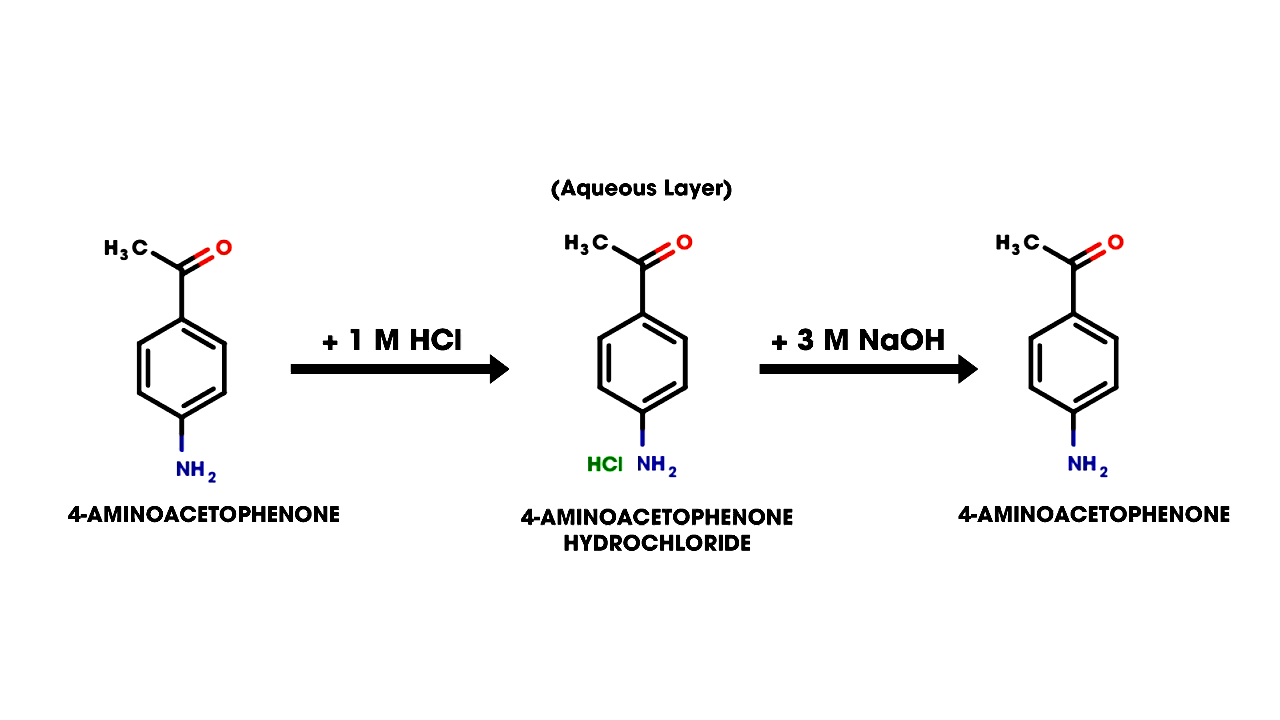 (Aqueous Layer)
H3C O
H3C O
H3C O
+ 1 M HCl
+ 3 M NaOH
NH2
HCl NH2
NH2
4-AMINOACETOPHENONE
4-AMINOACETOPHENONE
HYDROCHLORIDE
4-AMINOACETOPHENONE